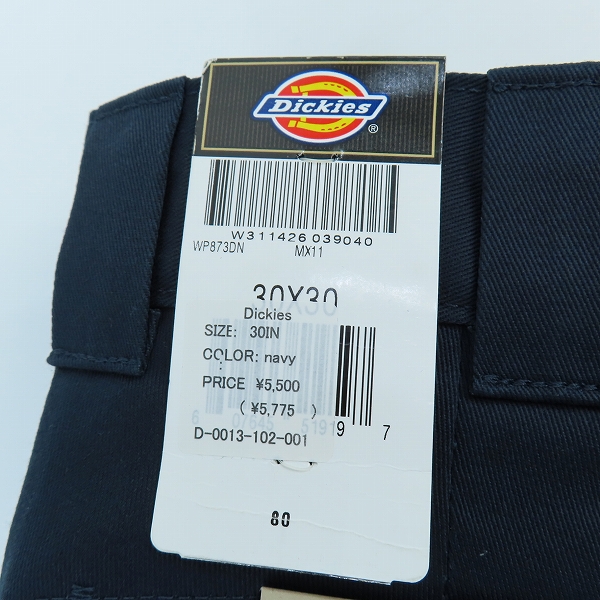 Dickies
®
W311426 039040
WP873DN MX11
30X30
Dickies
SIZE: 30IN
COLOR: navy
PRICE ¥5,500
( ¥5,775 )
D-0013-102-001
9 7
80